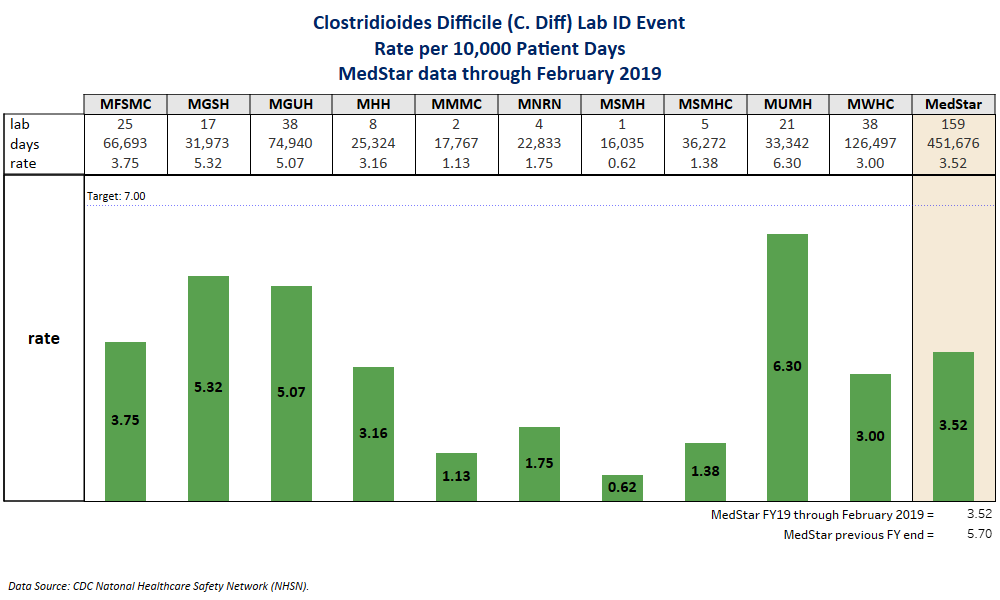 Clostridioides Difficile (C. Diff) Lab ID Event
Rate per 10,000 Patient Days
MedStar data through February 2019
MFSMC MGSH MGUH MHH MMMC MNRN MSMH MSMHC MUMH MWHC MedStar
lab 25 17 38 8 2 4 1 5 21 38 159
days 66,693 31,973 74,940 25,324 17,767 22,833 16,035 36,272 33,342 126,497 451,676
rate 3.75 5.32 5.07 3.16 1.13 1.75 0.62 1.38 6.30 3.00 3.52
Target: 7.00
rate
3.75 5.32 5.07 3.16 1.13 1.75 0.62 1.38 6.30 3.00 3.52
MedStar FY19 through February 2019 = 3.52
MedStar previous FY end = 5.70
Data Source: CDC Natonal Healthcare Safety Network (NHSN).